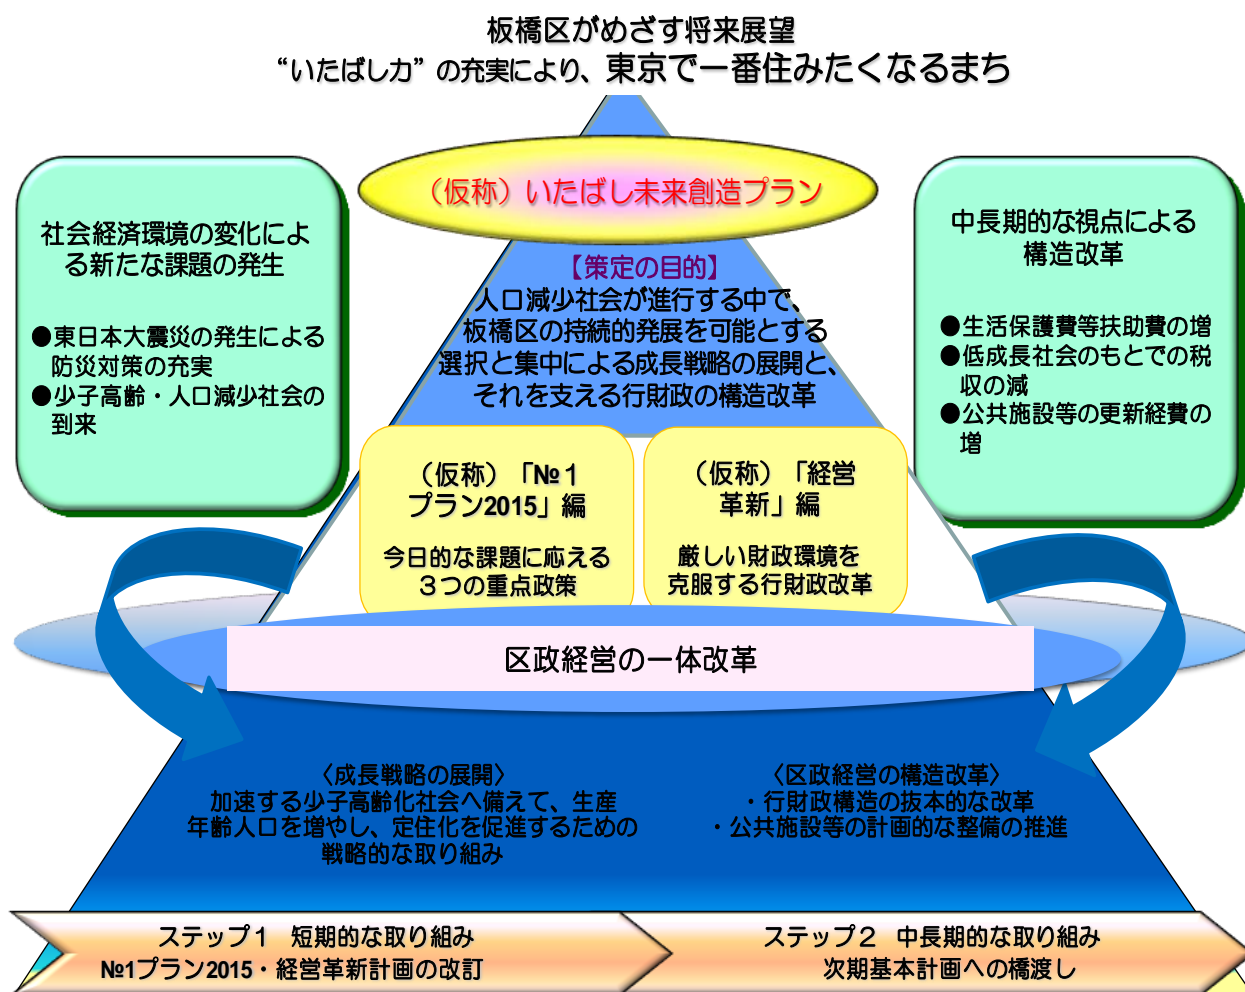 板橋区がめざす将来展望
“いたばし力”の充実により、東京で一番住みたくなるまち
（仮称）いたばし未来創造プラン
社会経済環境の変化によ
る新たな課題の発生
●東日本大震災の発生による
防災対策の充実
●少子高齢・人口減少社会の
到来
【策定の目的】
人口減少社会が進行する中で、
板橋区の持続的発展を可能とする
選択と集中による成長戦略の展開と、
それを支える行財政の構造改革
中長期的な視点による
構造改革
●生活保護費等扶助費の増
●低成長社会のもとでの税
収の減
●公共施設等の更新経費の
増
（仮称）「№１
プラン2015」編
今日的な課題に応える
３つの重点政策
（仮称）「経営
革新」編
厳しい財政環境を
克服する行財政改革
区政経営の一体改革
〈成長戦略の展開〉
加速する少子高齢化社会へ備えて、生産
年齢人口を増やし、定住化を促進するための
戦略的な取り組み
〈区政経営の構造改革〉
・行財政構造の抜本的な改革
・公共施設等の計画的な整備の推進
ステップ１　短期的な取り組み
№1プラン2015・経営革新計画の改訂
ステップ２　中長期的な取り組み
次期基本計画への橋渡し